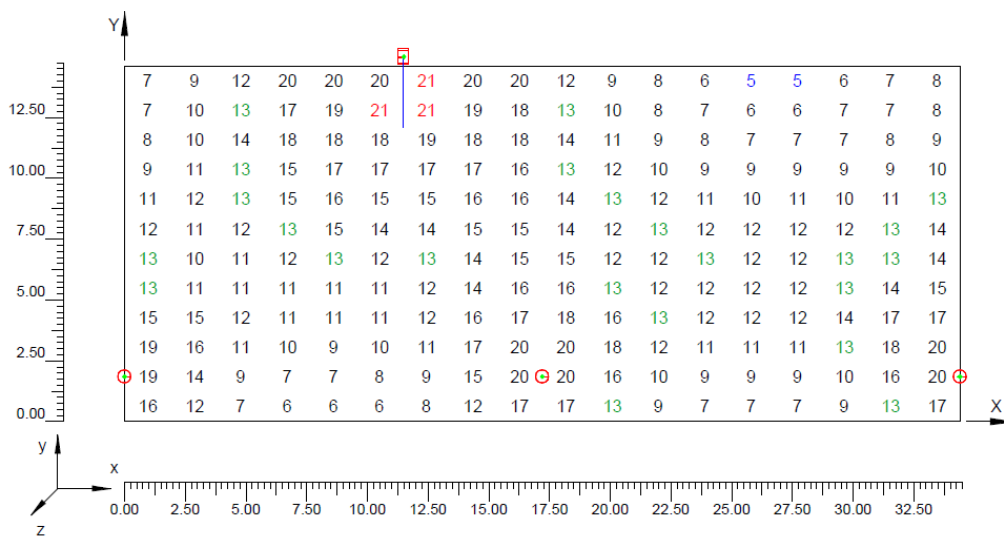 Y
7 9 12 20 20 20 21 20 20 12 9 8 6 5 5 6 7 8
12.50 7 10 13 17 19 21 21 19 18 13 10 8 7 6 6 7 7 8
8 10 14 18 18 18 19 18 18 14 11 9 8 7 7 7 8 9
10.00 9 11 13 15 17 17 17 17 16 13 12 10 9 9 9 9 9 10
11 12 13 15 16 15 15 16 16 14 13 12 11 10 11 10 11 13
7.50 12 11 12 13 15 14 14 15 15 14 12 13 12 12 12 12 13 14
13 10 11 12 13 12 13 14 15 15 12 12 13 12 12 13 13 14
5.00 13 11 11 11 11 11 12 14 16 16 13 12 12 12 12 13 14 15
15 15 12 11 11 11 12 16 17 18 16 13 12 12 12 14 17 17
2.50 19 16 11 10 9 10 11 17 20 20 18 12 11 11 11 13 18 20
19 14 9 7 7 8 9 15 20 20 16 10 9 9 9 10 16 20
0.00 16 12 7 6 6 6 8 12 17 17 13 9 7 7 7 9 13 17
X
y
x
z
0.00 2.50 5.00 7.50 10.00 12.50 15.00 17.50 20.00 22.50 25.00 27.50 30.00 32.50